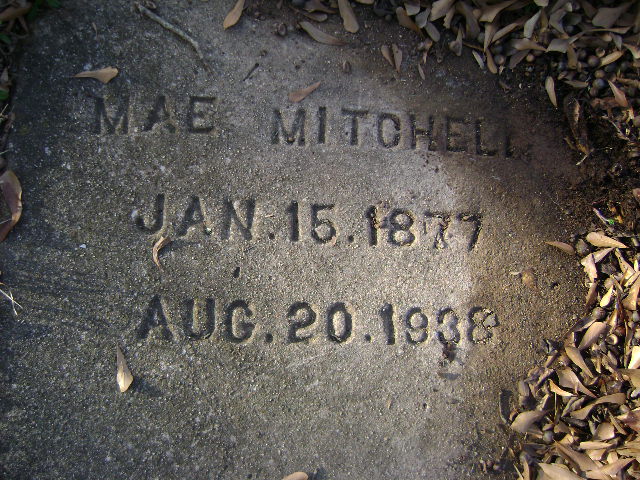 MAE MITCHELL
JAN. 15. 1877
AUG. 20. 1938